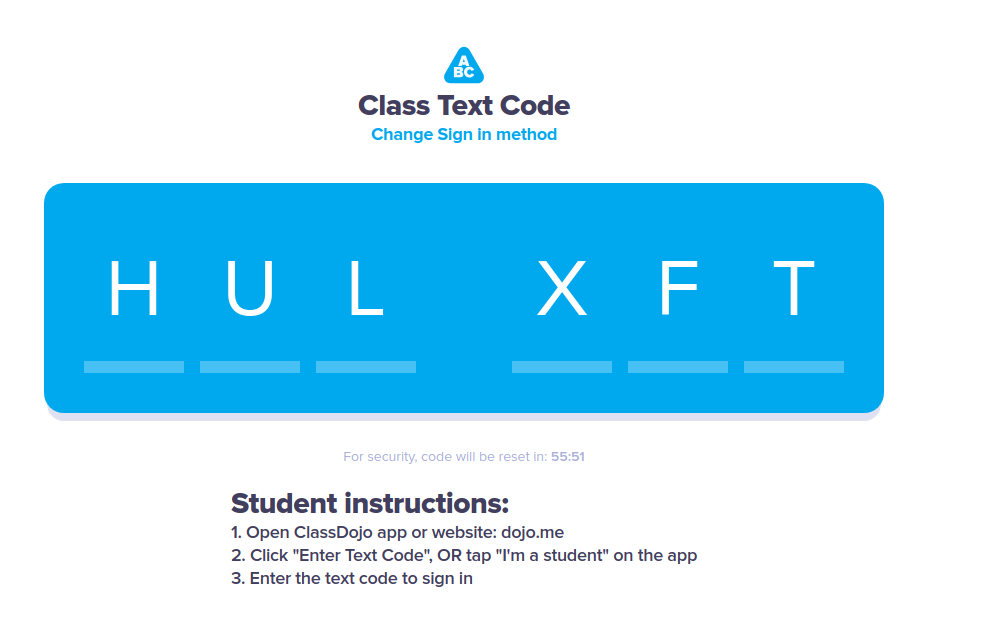 A
BC
Class Text Code
Change Sign in method
H U L X F T
For security, code will be reset in: 55:51
Student instructions:
1. Open ClassDojo app or website: dojo.me
2. Click "Enter Text Code", OR tap "I'm a student" on the app
3. Enter the text code to sign in